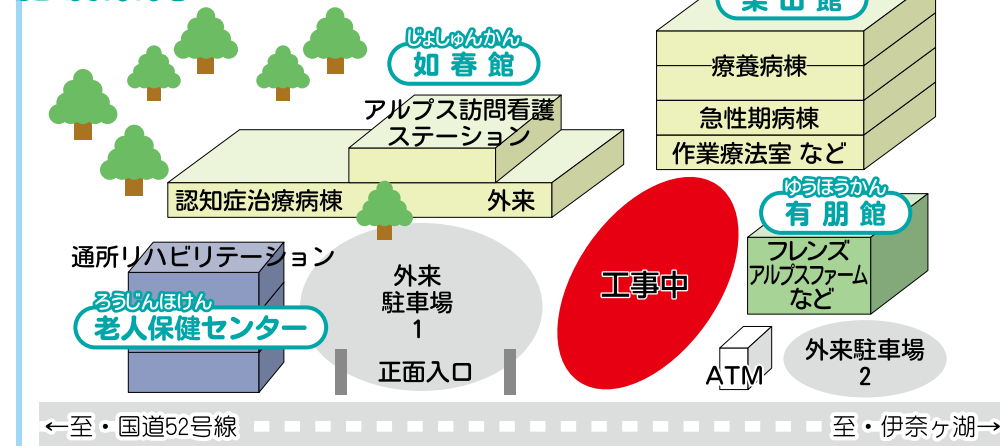 じょしゅんかん
如春館
アルプス訪問看護
ステーション
認知症治療病棟
外来
療養病棟
急性期病棟
作業療法室 など
ゆうほうかん
有朋館
フレンズ
アルプスファーム
など
通所リハビリテーション
ろうじんほけん
老人保健センター
外来
駐車場
1
正面入口
工事中
ATM
外来駐車場
2
←至・国道52号線
至・伊奈ヶ湖→